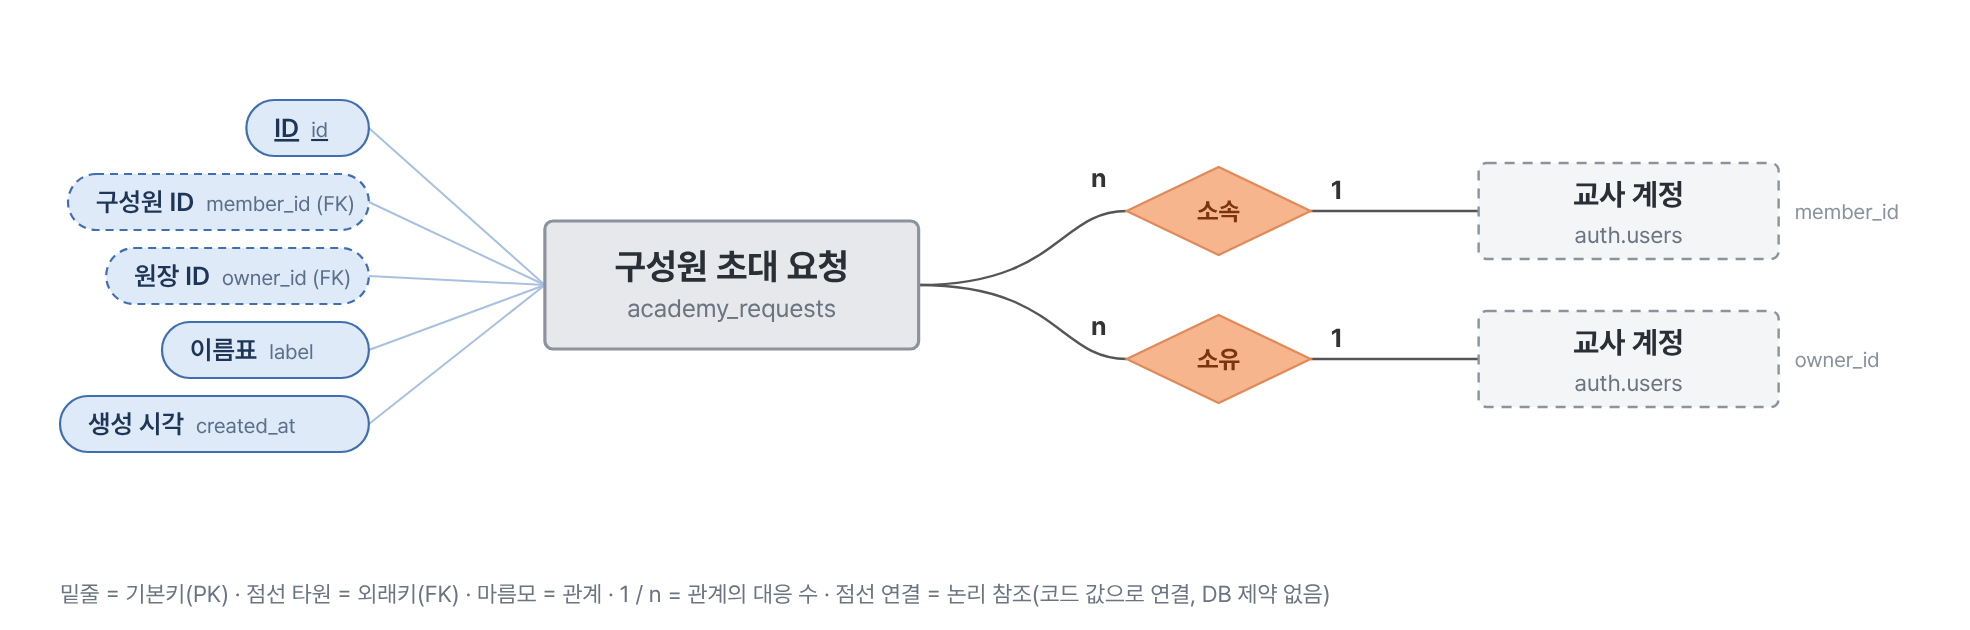 ID id
구성원 ID member_id (FK)
원장 ID owner_id (FK)
이름표 label
생성 시각 created_at
구성원 초대 요청
academy_requests
n
소속
1
교사 계정
auth.users
member_id
n
소유
1
교사 계정
auth.users
owner_id
밑줄 = 기본키(PK) · 점선 타원 = 외래키(FK) · 마름모 = 관계 · 1 / n = 관계의 대응 수 · 점선 연결 = 논리 참조(코드 값으로 연결, DB 제약 없음)